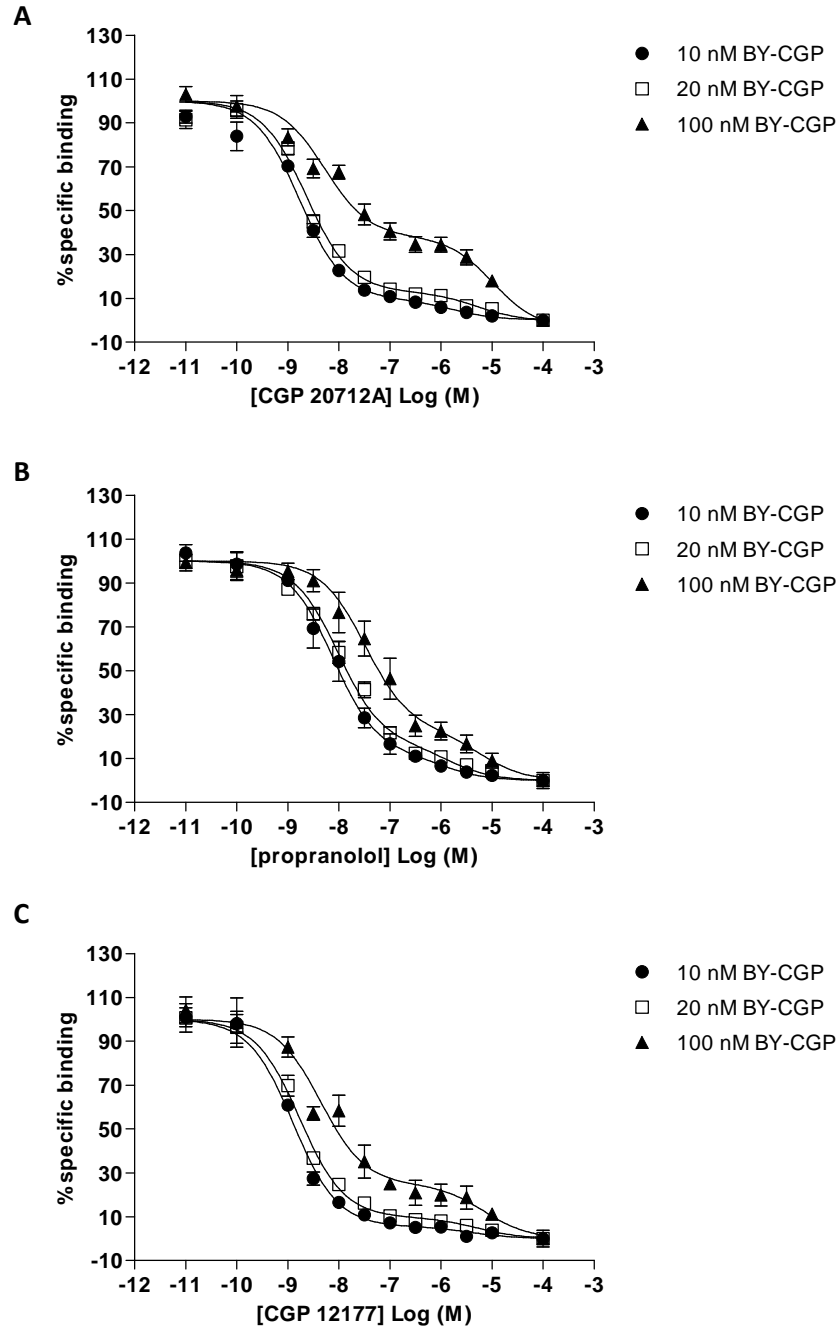 A
130
110
90
70
50
30
10
-10
%specific binding
-12 -11 -10 -9 -8 -7 -6 -5 -4 -3
[CGP 20712A] Log (M)
10 nM BY-CGP
20 nM BY-CGP
100 nM BY-CGP
B
130
110
90
70
50
30
10
-10
%specific binding
-12 -11 -10 -9 -8 -7 -6 -5 -4 -3
[propranolol] Log (M)
10 nM BY-CGP
20 nM BY-CGP
100 nM BY-CGP
C
130
110
90
70
50
30
10
-10
%specific binding
-12 -11 -10 -9 -8 -7 -6 -5 -4 -3
[CGP 12177] Log (M)
10 nM BY-CGP
20 nM BY-CGP
100 nM BY-CGP